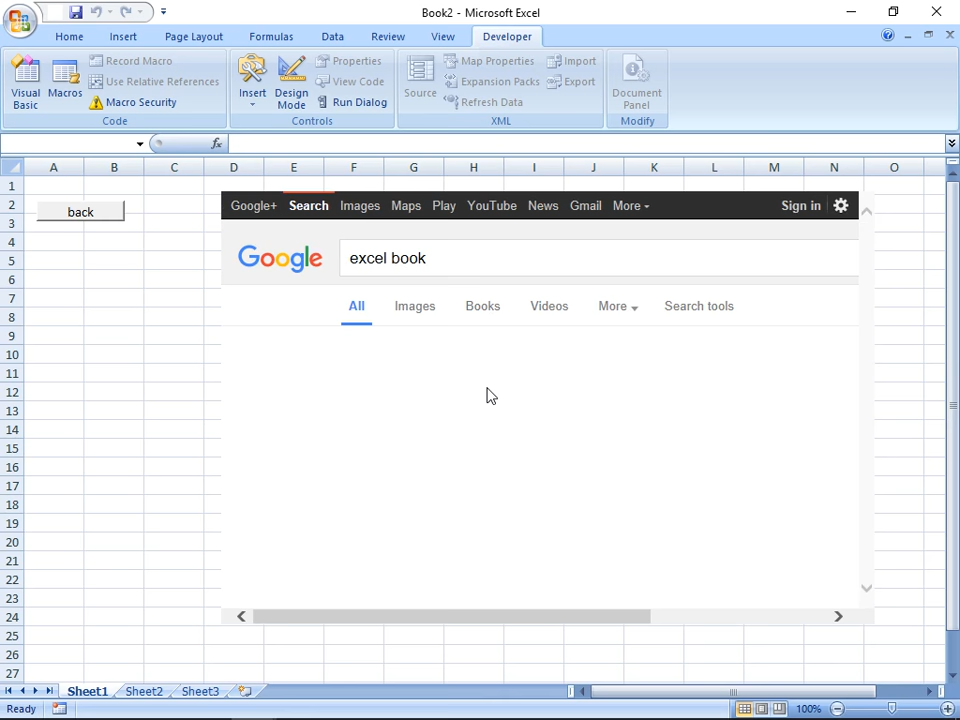 Book2 - Microsoft Excel
Home Insert Page Layout Formulas Data Review View Developer
Visual Basic
Macros
Record Macro
Use Relative References
Macro Security
Code
Insert
Design Mode
Properties
View Code
Run Dialog
Controls
Source
Map Properties
Expansion Packs
Refresh Data
Import
Export
XML
Document Panel
Modify
fx
A B C D E F G H I J K L M N O
1
2
3
4
5
6
7
8
9
10
11
12
13
14
15
16
17
18
19
20
21
22
23
24
25
26
27
back
Google+ Search Images Maps Play YouTube News Gmail More Sign in
Google
excel book
All Images Books Videos More Search tools
Sheet1 Sheet2 Sheet3
Ready 100%